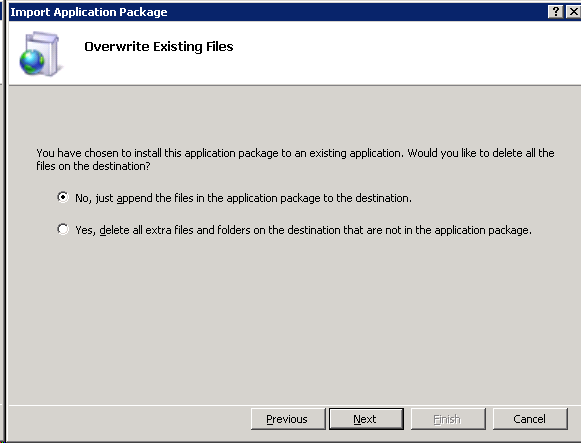 Import Application Package
Overwrite Existing Files
You have chosen to install this application package to an existing application. Would you like to delete all the
files on the destination?
No, just append the files in the application package to the destination.
Yes, delete all extra files and folders on the destination that are not in the application package.
Previous
Next
Finish
Cancel